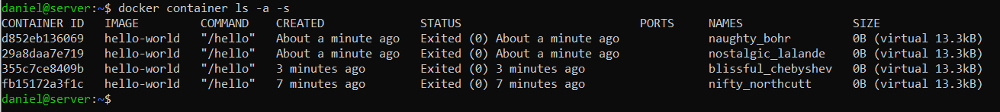 daniel@server:~$ docker container ls -a -s
CONTAINER ID   IMAGE         COMMAND    CREATED              STATUS                          PORTS     NAMES                SIZE
d852eb136069   hello-world   "/hello"   About a minute ago   Exited (0) About a minute ago             naughty_bohr         0B (virtual 13.3kB)
29a8daa7e719   hello-world   "/hello"   About a minute ago   Exited (0) About a minute ago             nostalgic_lalande    0B (virtual 13.3kB)
355c7ce8409b   hello-world   "/hello"   3 minutes ago        Exited (0) 3 minutes ago                  blissful_chebyshev   0B (virtual 13.3kB)
fb15172a3f1c   hello-world   "/hello"   7 minutes ago        Exited (0) 7 minutes ago                  nifty_northcutt      0B (virtual 13.3kB)
daniel@server:~$